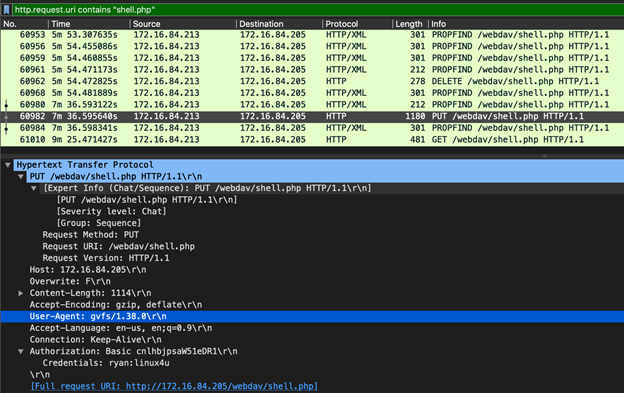 http.request.uri contains "shell.php"
No. Time Source Destination Protocol Length Info
60953 5m 53.307635s 172.16.84.213 172.16.84.205 HTTP/XML 301 PROPFIND /webdav/shell.php HTTP/1.1
60956 5m 54.455086s 172.16.84.213 172.16.84.205 HTTP/XML 301 PROPFIND /webdav/shell.php HTTP/1.1
60959 5m 54.460855s 172.16.84.213 172.16.84.205 HTTP/XML 301 PROPFIND /webdav/shell.php HTTP/1.1
60961 5m 54.471173s 172.16.84.213 172.16.84.205 HTTP/XML 212 PROPFIND /webdav/shell.php HTTP/1.1
60962 5m 54.472825s 172.16.84.213 172.16.84.205 HTTP 278 DELETE /webdav/shell.php HTTP/1.1
60968 5m 54.481889s 172.16.84.213 172.16.84.205 HTTP/XML 301 PROPFIND /webdav/shell.php HTTP/1.1
60980 7m 36.593122s 172.16.84.213 172.16.84.205 HTTP/XML 212 PROPFIND /webdav/shell.php HTTP/1.1
60982 7m 36.595640s 172.16.84.213 172.16.84.205 HTTP 1180 PUT /webdav/shell.php HTTP/1.1
60984 7m 36.598341s 172.16.84.213 172.16.84.205 HTTP/XML 301 PROPFIND /webdav/shell.php HTTP/1.1
61010 9m 25.471427s 172.16.84.213 172.16.84.205 HTTP 481 GET /webdav/shell.php HTTP/1.1
Hypertext Transfer Protocol
PUT /webdav/shell.php HTTP/1.1\r\n
[Expert Info (Chat/Sequence): PUT /webdav/shell.php HTTP/1.1\r\n]
[PUT /webdav/shell.php HTTP/1.1\r\n]
[Severity level: Chat]
[Group: Sequence]
Request Method: PUT
Request URI: /webdav/shell.php
Request Version: HTTP/1.1
Host: 172.16.84.205\r\n
Overwrite: F\r\n
Content-Length: 1114\r\n
Accept-Encoding: gzip, deflate\r\n
User-Agent: gvfs/1.38.0\r\n
Accept-Language: en-us, en;q=0.9\r\n
Connection: Keep-Alive\r\n
Authorization: Basic cnlhbjpsaW51eDR1\r\n
Credentials: ryan:linux4u
\r\n
[Full request URI: http://172.16.84.205/webdav/shell.php]